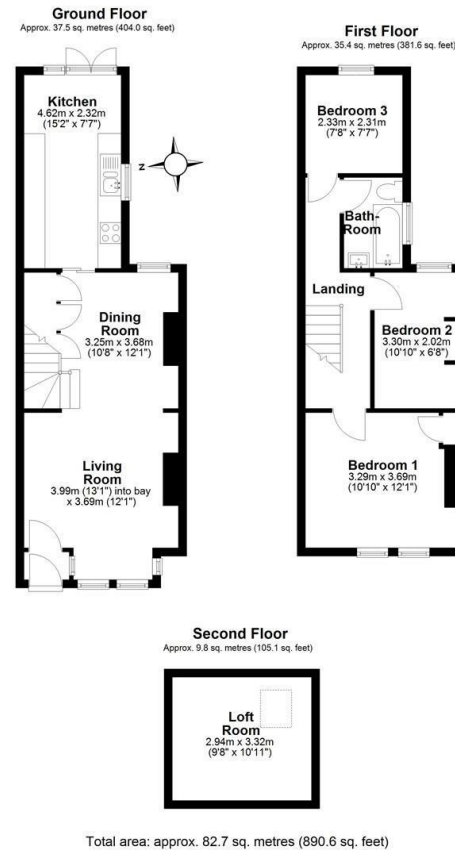 Ground Floor
Approx. 37.5 sq. metres (404.0 sq. feet)
Kitchen
4.62m x 2.32m
(15'2" x 7'7")
z
Dining
Room
3.25m x 3.68m
(10'8" x 12'1")
Living
Room
3.99m (13'1") into bay
x 3.69m (12'1")
First Floor
Approx. 35.4 sq. metres (381.6 sq. feet)
Bedroom 3
2.33m x 2.31m
(7'8" x 7'7")
Bath-
Room
Landing
Bedroom 2
3.30m x 2.02m
(10'10" x 6'8")
Bedroom 1
3.29m x 3.69m
(10'10" x 12'1")
Second Floor
Approx. 9.8 sq. metres (105.1 sq. feet)
Loft
Room
2.94m x 3.32m
(9'8" x 10'11")
Total area: approx. 82.7 sq. metres (890.6 sq. feet)